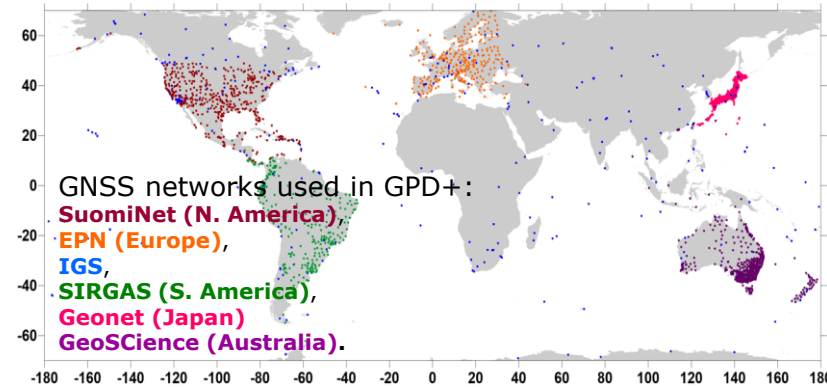 60
40
20
0
-20
-40
-60
GNSS networks used in GPD+:
SuomiNet (N. America),
EPN (Europe),
IGS,
SIRGAS (S. America),
Geonet (Japan)
GeoSCience (Australia).
-180 -160 -140 -120 -100 -80 -60 -40 -20 0 20 40 60 80 100 120 140 160 180